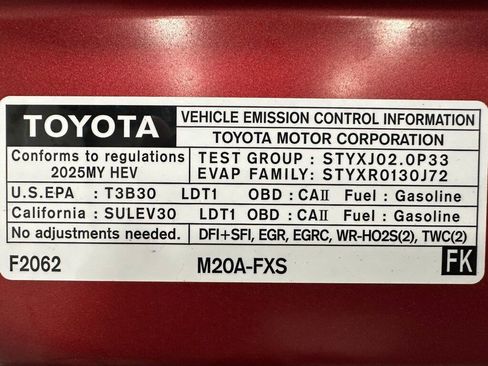 TOYOTA
VEHICLE EMISSION CONTROL INFORMATION
TOYOTA MOTOR CORPORATION
Conforms to regulations
2025MY HEV
TEST GROUP : STYXJ02.0P33
EVAP FAMILY: STYXR0130J72
U.S.EPA : T3B30 LDT1 OBD : CAII Fuel : Gasoline
California : SULEV30 LDT1 OBD : CAII Fuel : Gasoline
No adjustments needed. DFI+SFI, EGR, EGRC, WR-HO2S(2), TWC(2)
F2062 M20A-FXS FK